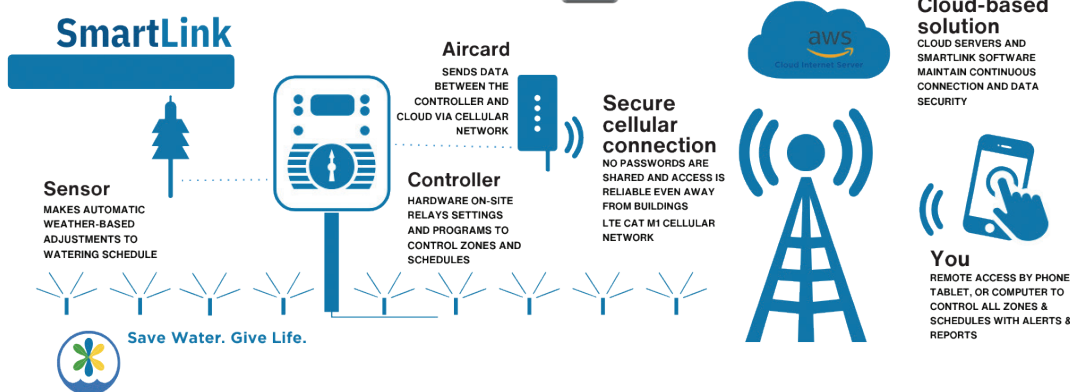 SmartLink
Sensor
MAKES AUTOMATIC
WEATHER-BASED
ADJUSTMENTS TO
WATERING SCHEDULE
Aircard
SENDS DATA
BETWEEN THE
CONTROLLER AND
CLOUD VIA CELLULAR
NETWORK
Controller
HARDWARE ON-SITE
RELAYS SETTINGS
AND PROGRAMS TO
CONTROL ZONES AND
SCHEDULES
Secure
cellular
connection
NO PASSWORDS ARE
SHARED AND ACCESS IS
RELIABLE EVEN AWAY
FROM BUILDINGS
LTE CAT M1 CELLULAR
NETWORK
aws
Cloud Internet Server
Cloud-based
solution
CLOUD SERVERS AND
SMARTLINK SOFTWARE
MAINTAIN CONTINUOUS
CONNECTION AND DATA
SECURITY
You
REMOTE ACCESS BY PHONE
TABLET, OR COMPUTER TO
CONTROL ALL ZONES &
SCHEDULES WITH ALERTS &
REPORTS
Save Water. Give Life.